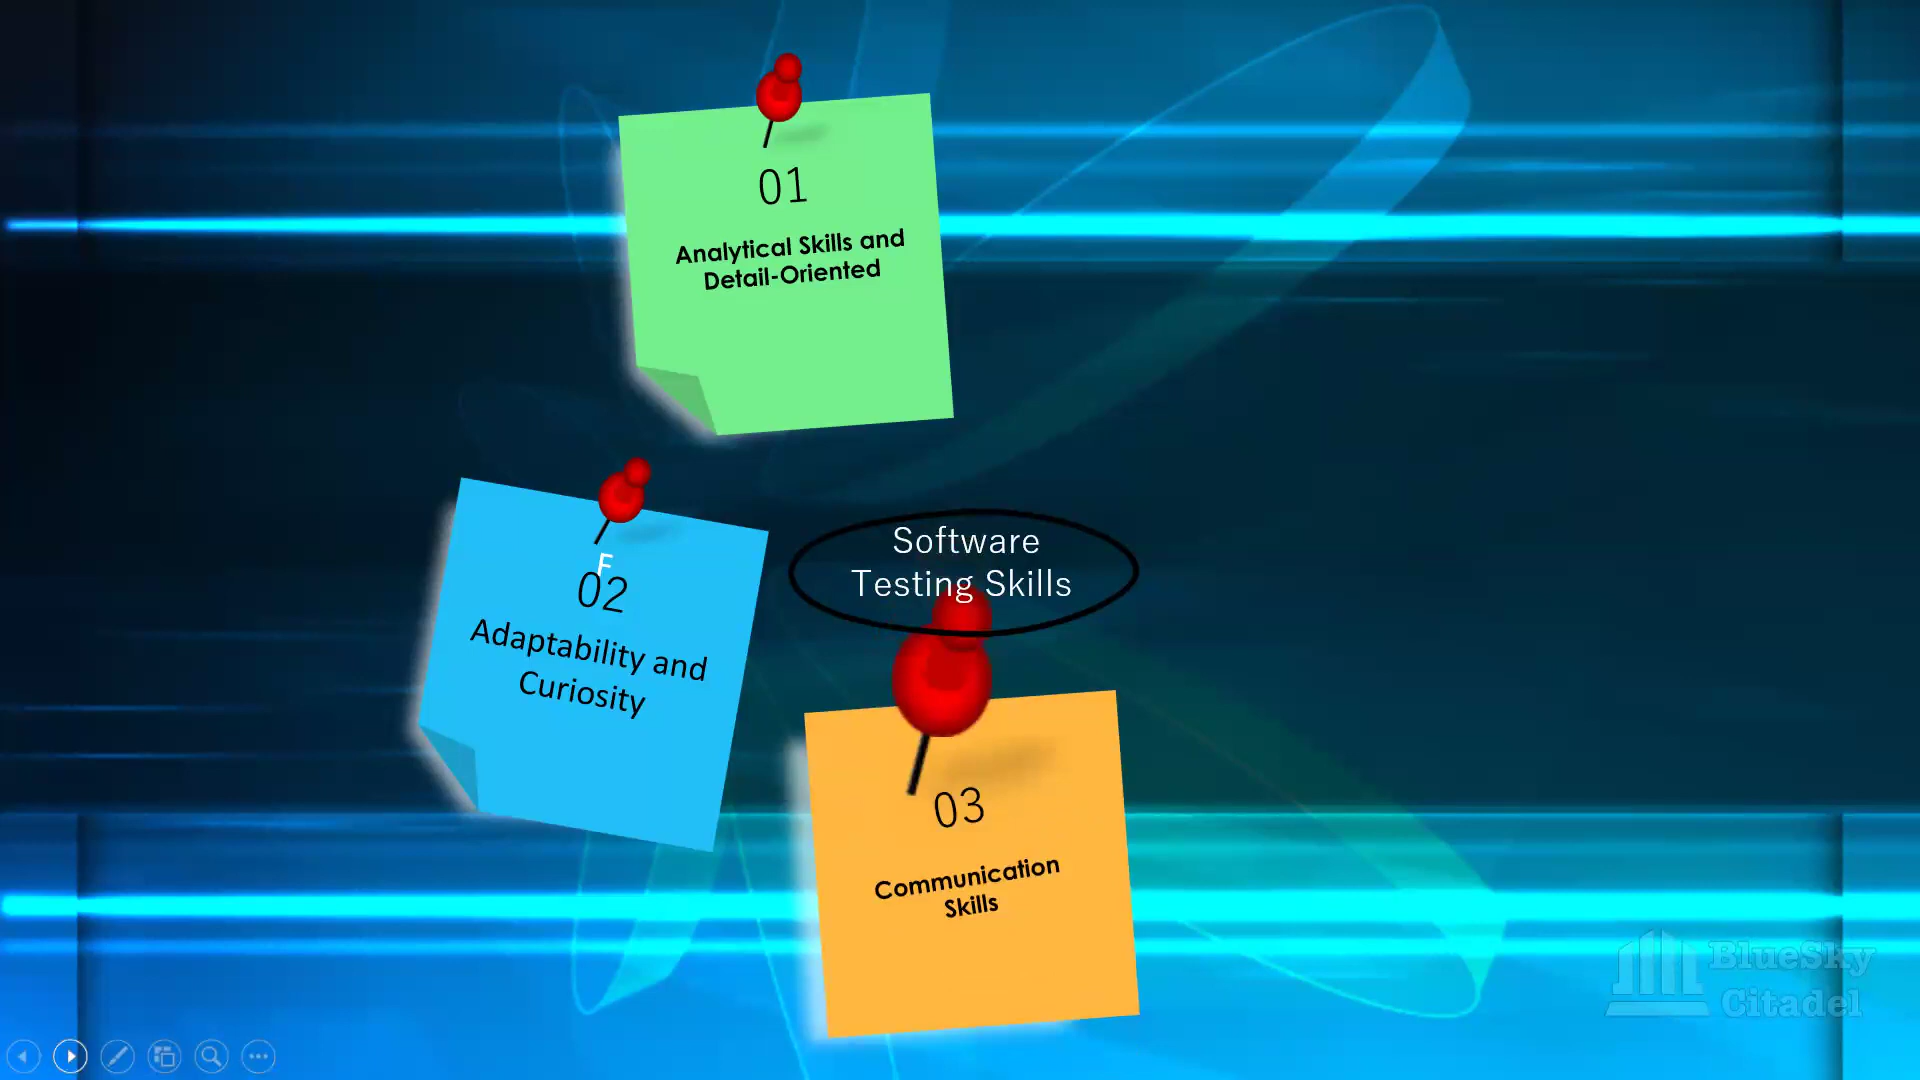 01
Analytical Skills and
Detail-Oriented
F
02
Adaptability and
Curiosity
Software
Testing Skills
03
Communication
Skills
BlueSky
Citadel